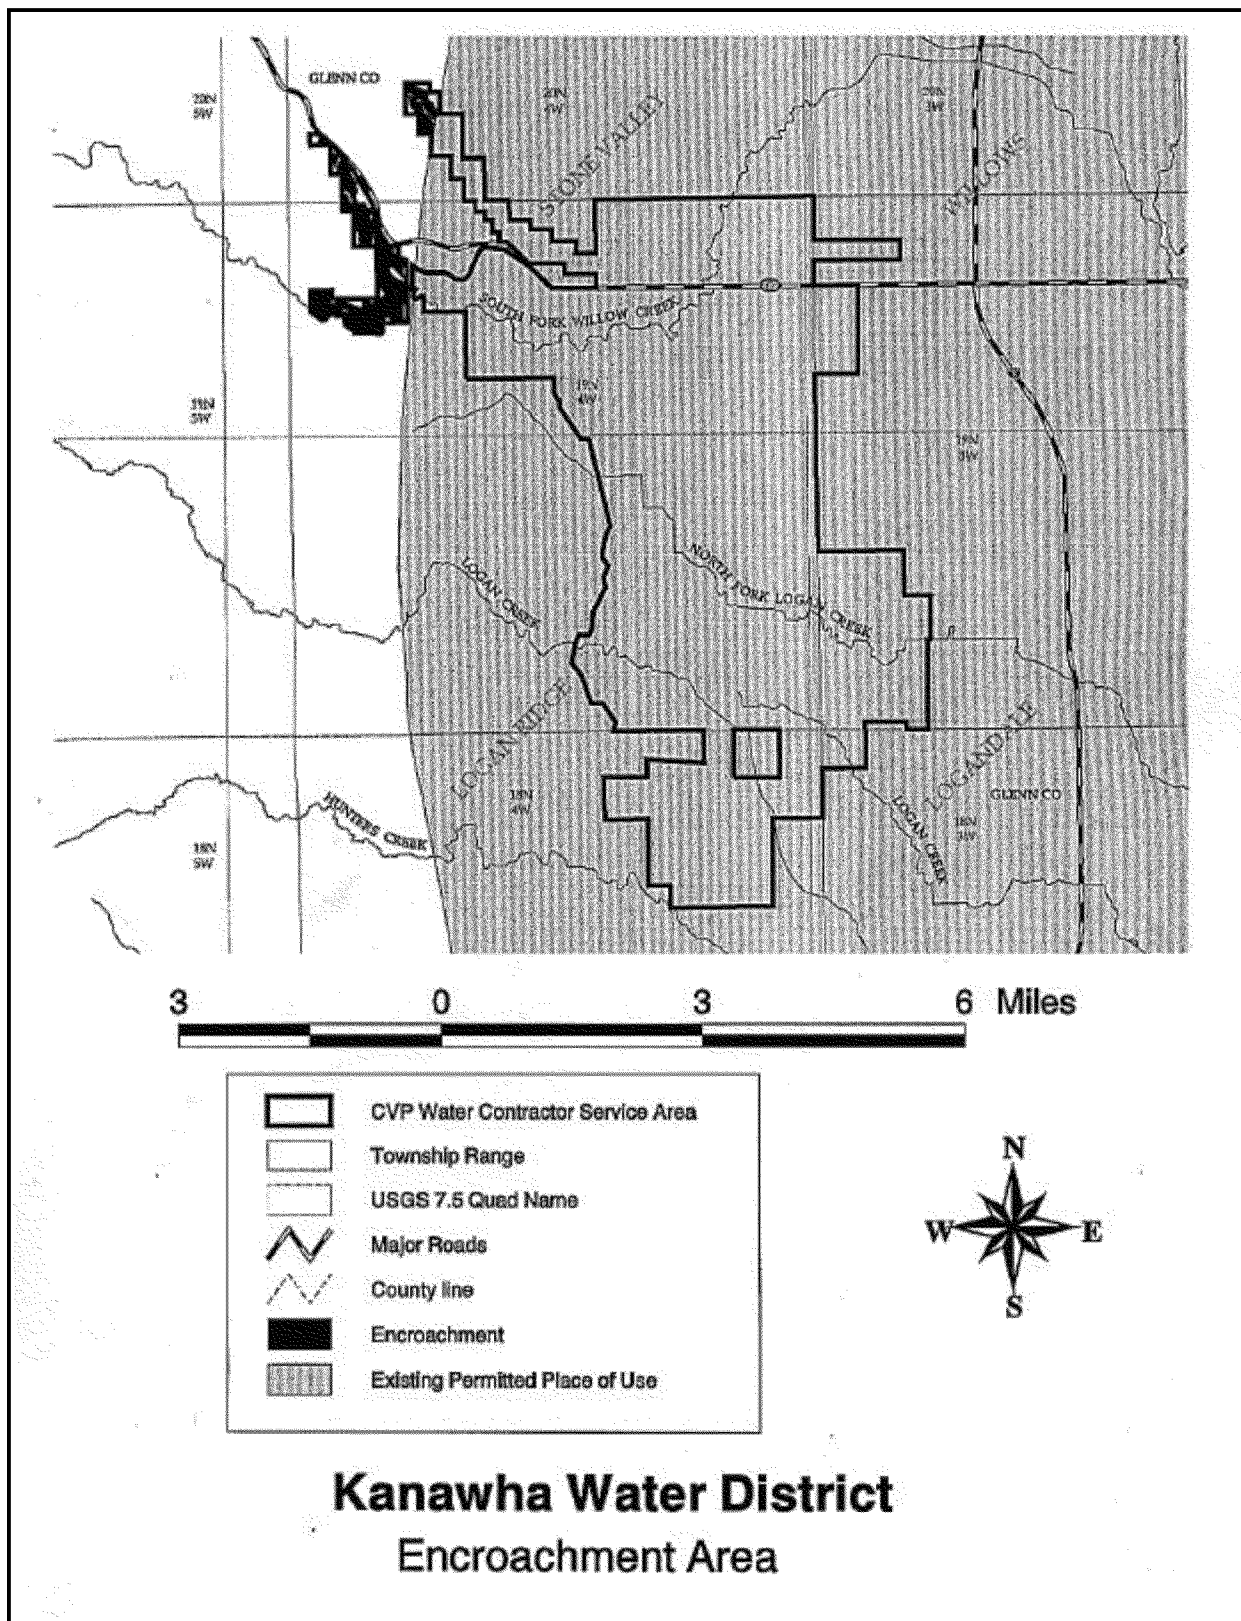 GLENN CO
20N
5W
20N
4W
20N
3W
STONE VALLEY
WILLOWS
SOUTH FORK WILLOW CREEK
19N
4W
19N
5W
19N
3W
NORTH FORK LOGAN CREEK
LOGAN CREEK
LOGAN RIDGE
LOGANDALE
GLENN CO
18N
4W
18N
3W
LOGAN CREEK
HUNTERS CREEK
18N
5W
3 0 3 6 Miles
CVP Water Contractor Service Area
Township Range
USGS 7.5 Quad Name
Major Roads
County line
Encroachment
Existing Permitted Place of Use
N
W E
S
Kanawha Water District
Encroachment Area